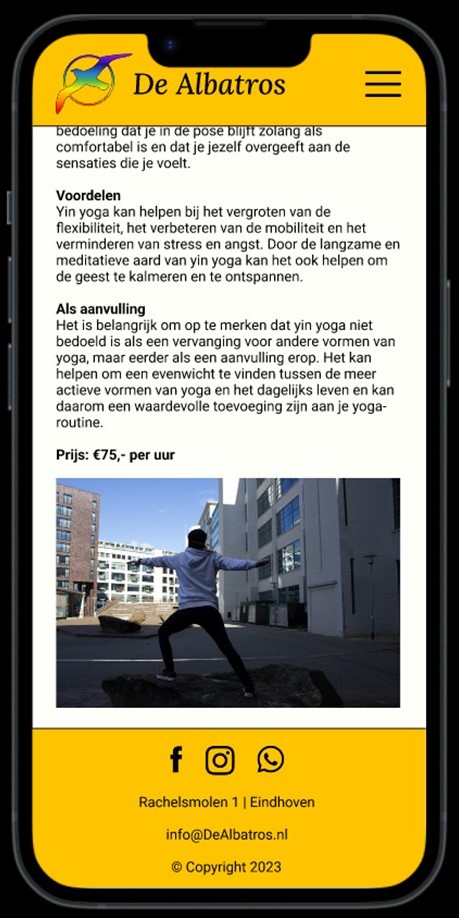 De Albatros
bedoeling dat je in de pose blijft zolang als
comfortabel is en dat je jezelf overgeeft aan de
sensaties die je voelt.
Voordelen
Yin yoga kan helpen bij het vergroten van de
flexibiliteit, het verbeteren van de mobiliteit en het
verminderen van stress en angst. Door de langzame en
meditatieve aard van yin yoga kan het ook helpen om
de geest te kalmeren en te ontspannen.
Als aanvulling
Het is belangrijk om op te merken dat yin yoga niet
bedoeld is als een vervanging voor andere vormen van
yoga, maar eerder als een aanvulling erop. Het kan
helpen om een evenwicht te vinden tussen de meer
actieve vormen van yoga en het dagelijks leven en kan
daarom een waardevolle toevoeging zijn aan je yoga-
routine.
Prijs: €75,- per uur
Rachelsmolen 1 | Eindhoven
info@DeAlbatros.nl
© Copyright 2023